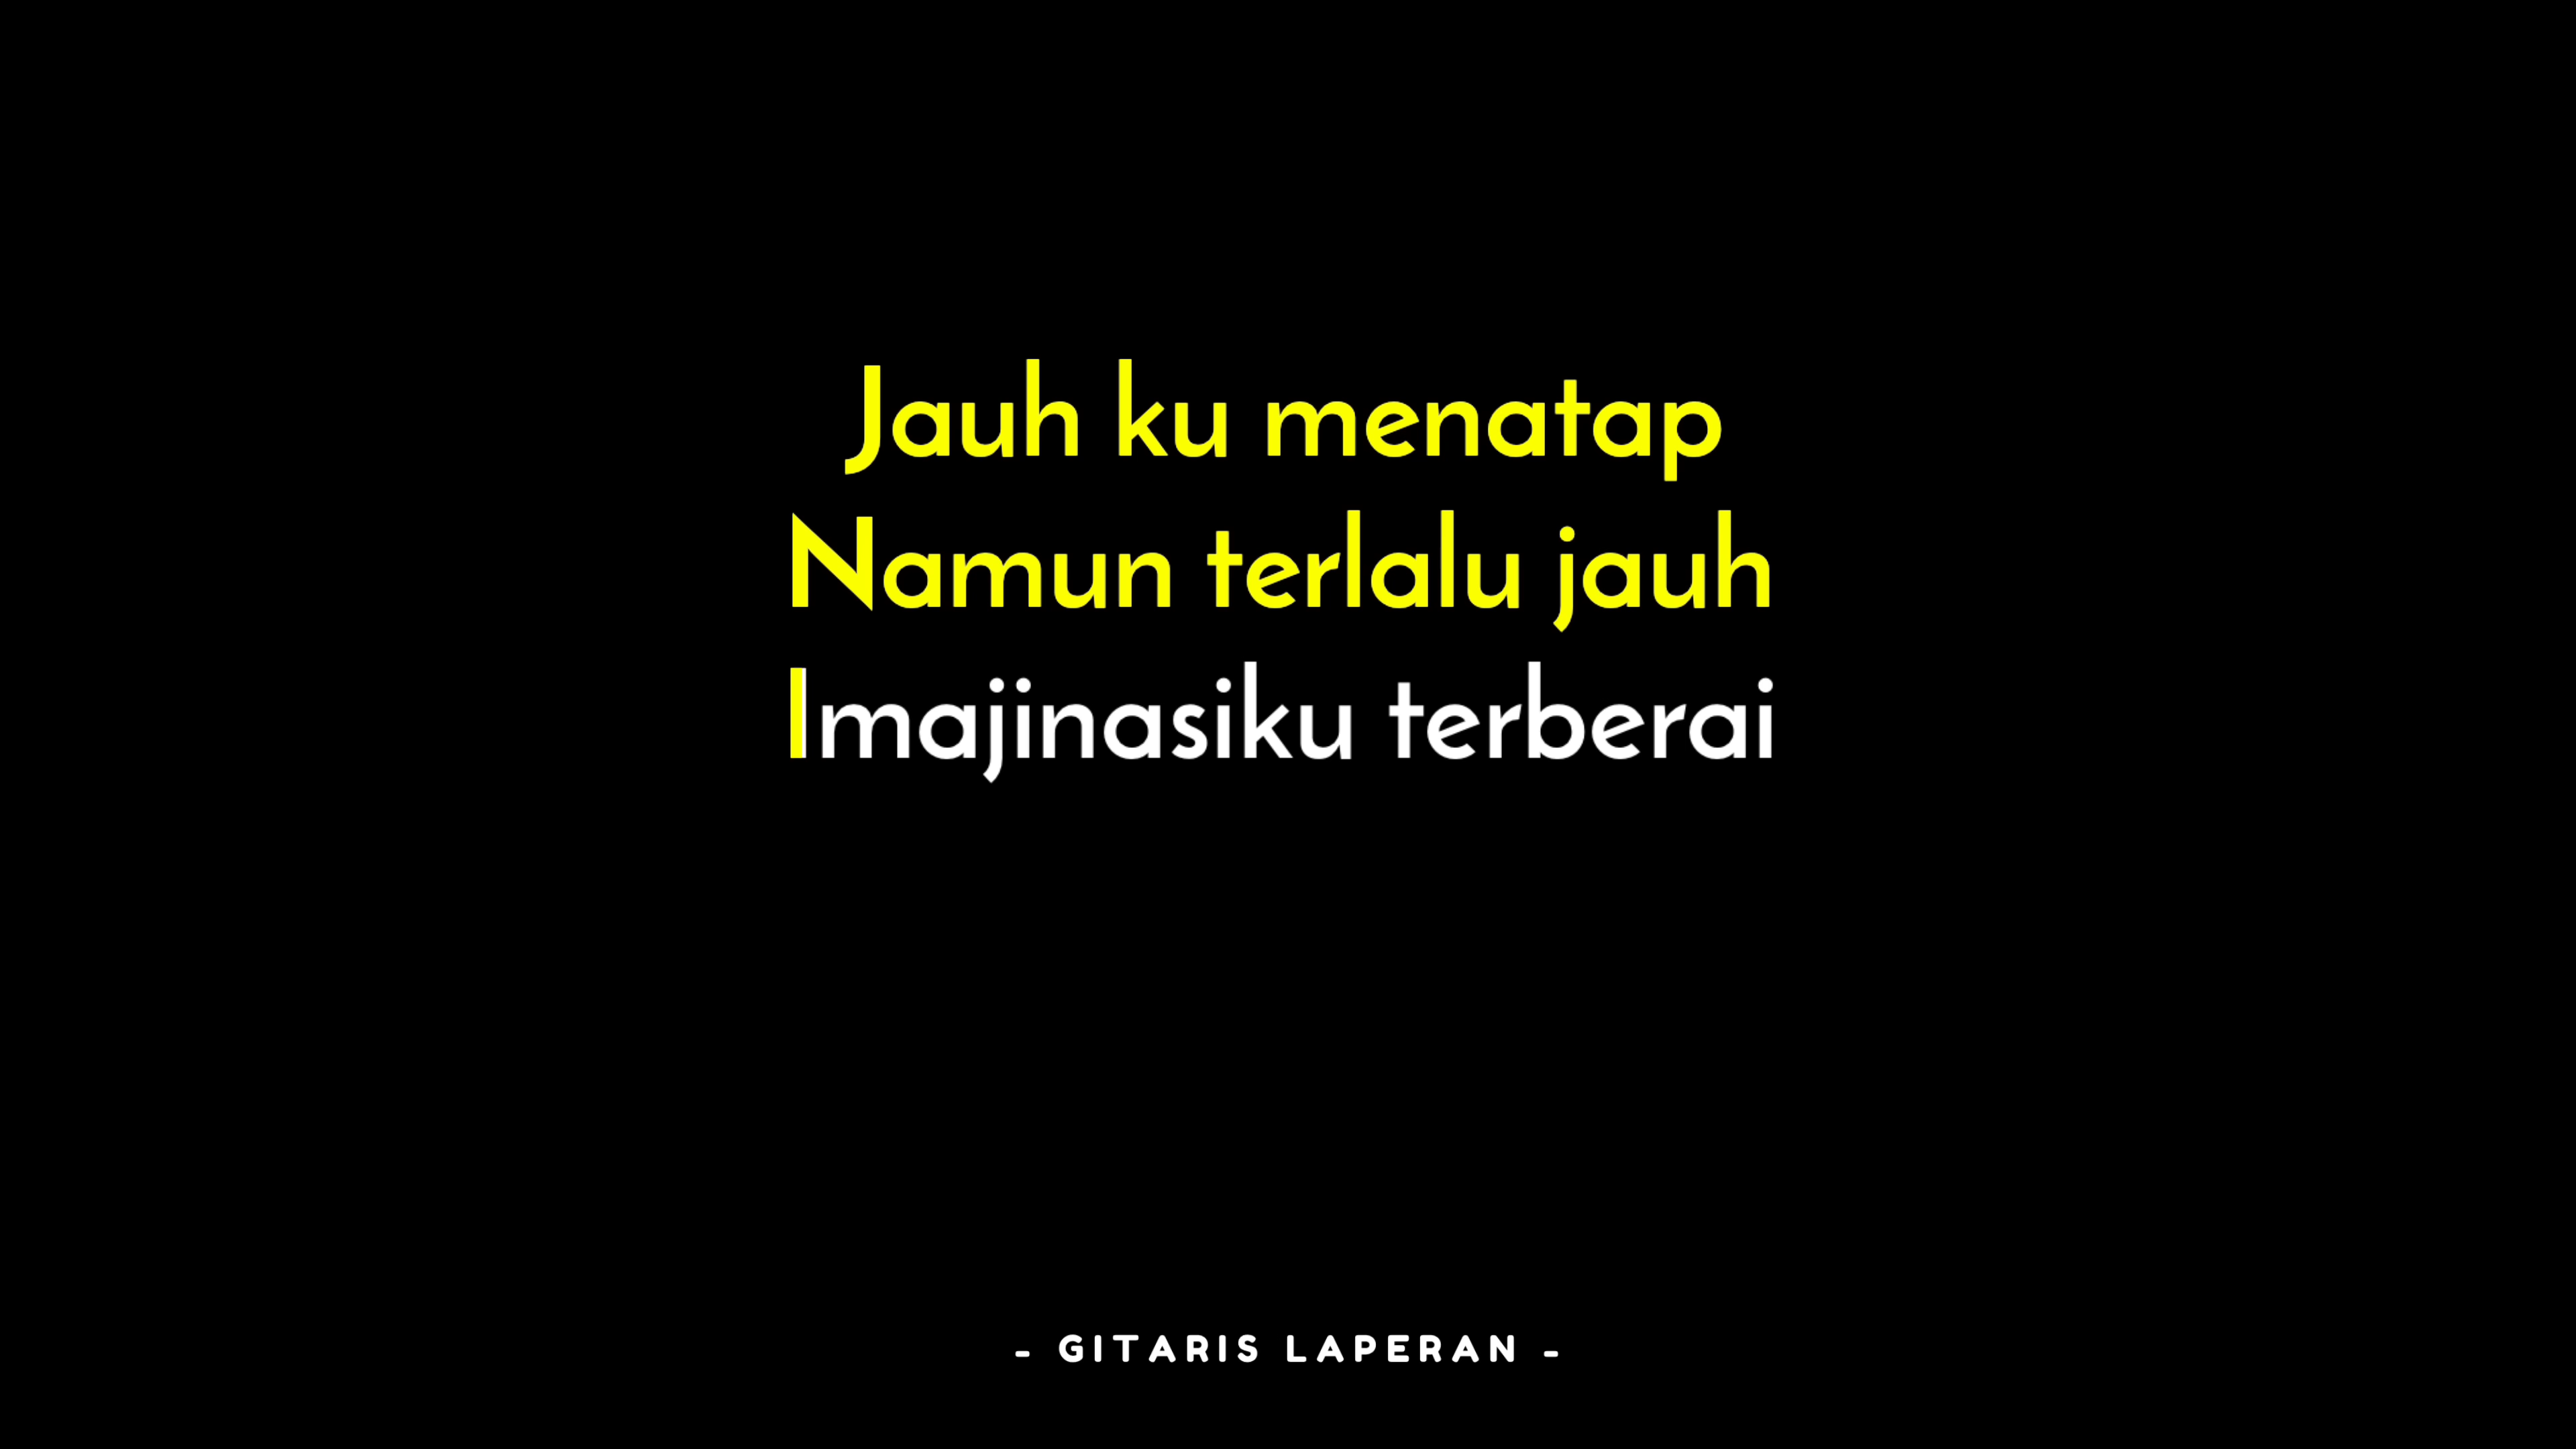 Jauh ku menatap
Namun terlalu jauh
Imajinasiku terberai
- GITARIS LAPERAN -